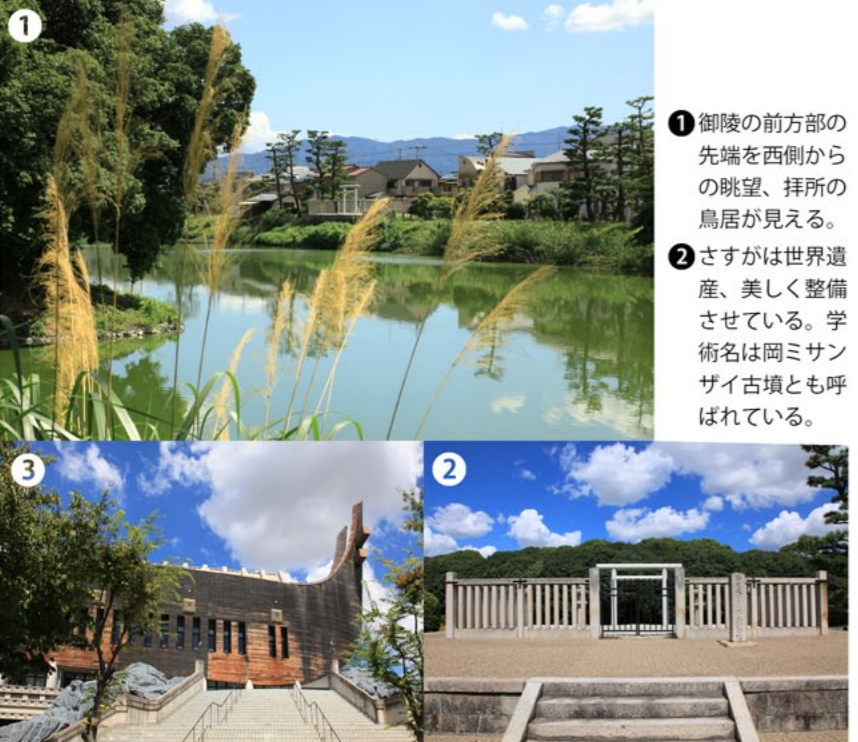 1
❶御陵の前方部の
先端を西側から
の眺望、拝所の
鳥居が見える。
❷さすがは世界遺
産、美しく整備
させている。学
術名は岡ミサン
ザイ古墳とも呼
ばれている。
3
2